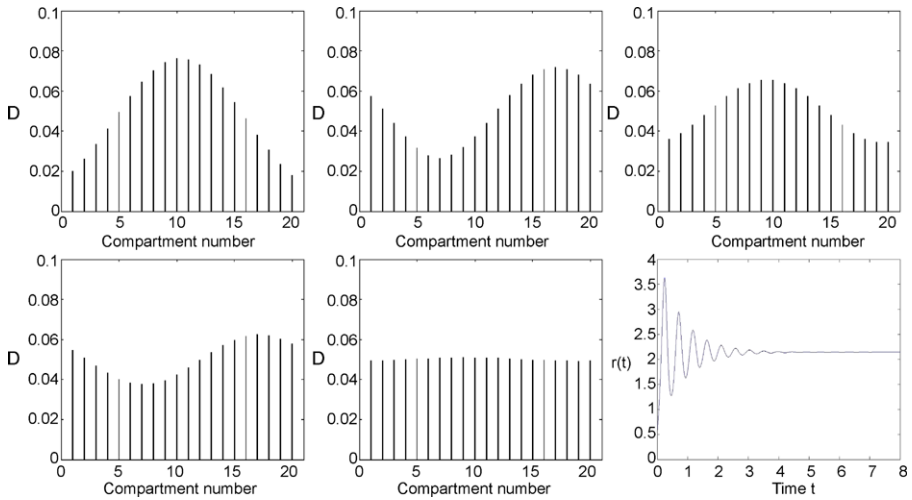 0.1 0.1 0.1
0.08 0.08 0.08
0.06 0.06 0.06
D D D
0.04 0.04 0.04
0.02 0.02 0.02
0 0 0
0 5 10 15 20 0 5 10 15 20 0 5 10 15 20
Compartment number Compartment number Compartment number
0.1 0.1 4
0.08 0.08 3.5
3
0.06 0.06 2.5
D D r(t) 2
0.04 0.04 1.5
0.02 0.02 1
0.5
0 0 0
0 5 10 15 20 0 5 10 15 20 0 1 2 3 4 5 6 7 8
Compartment number Compartment number Time t